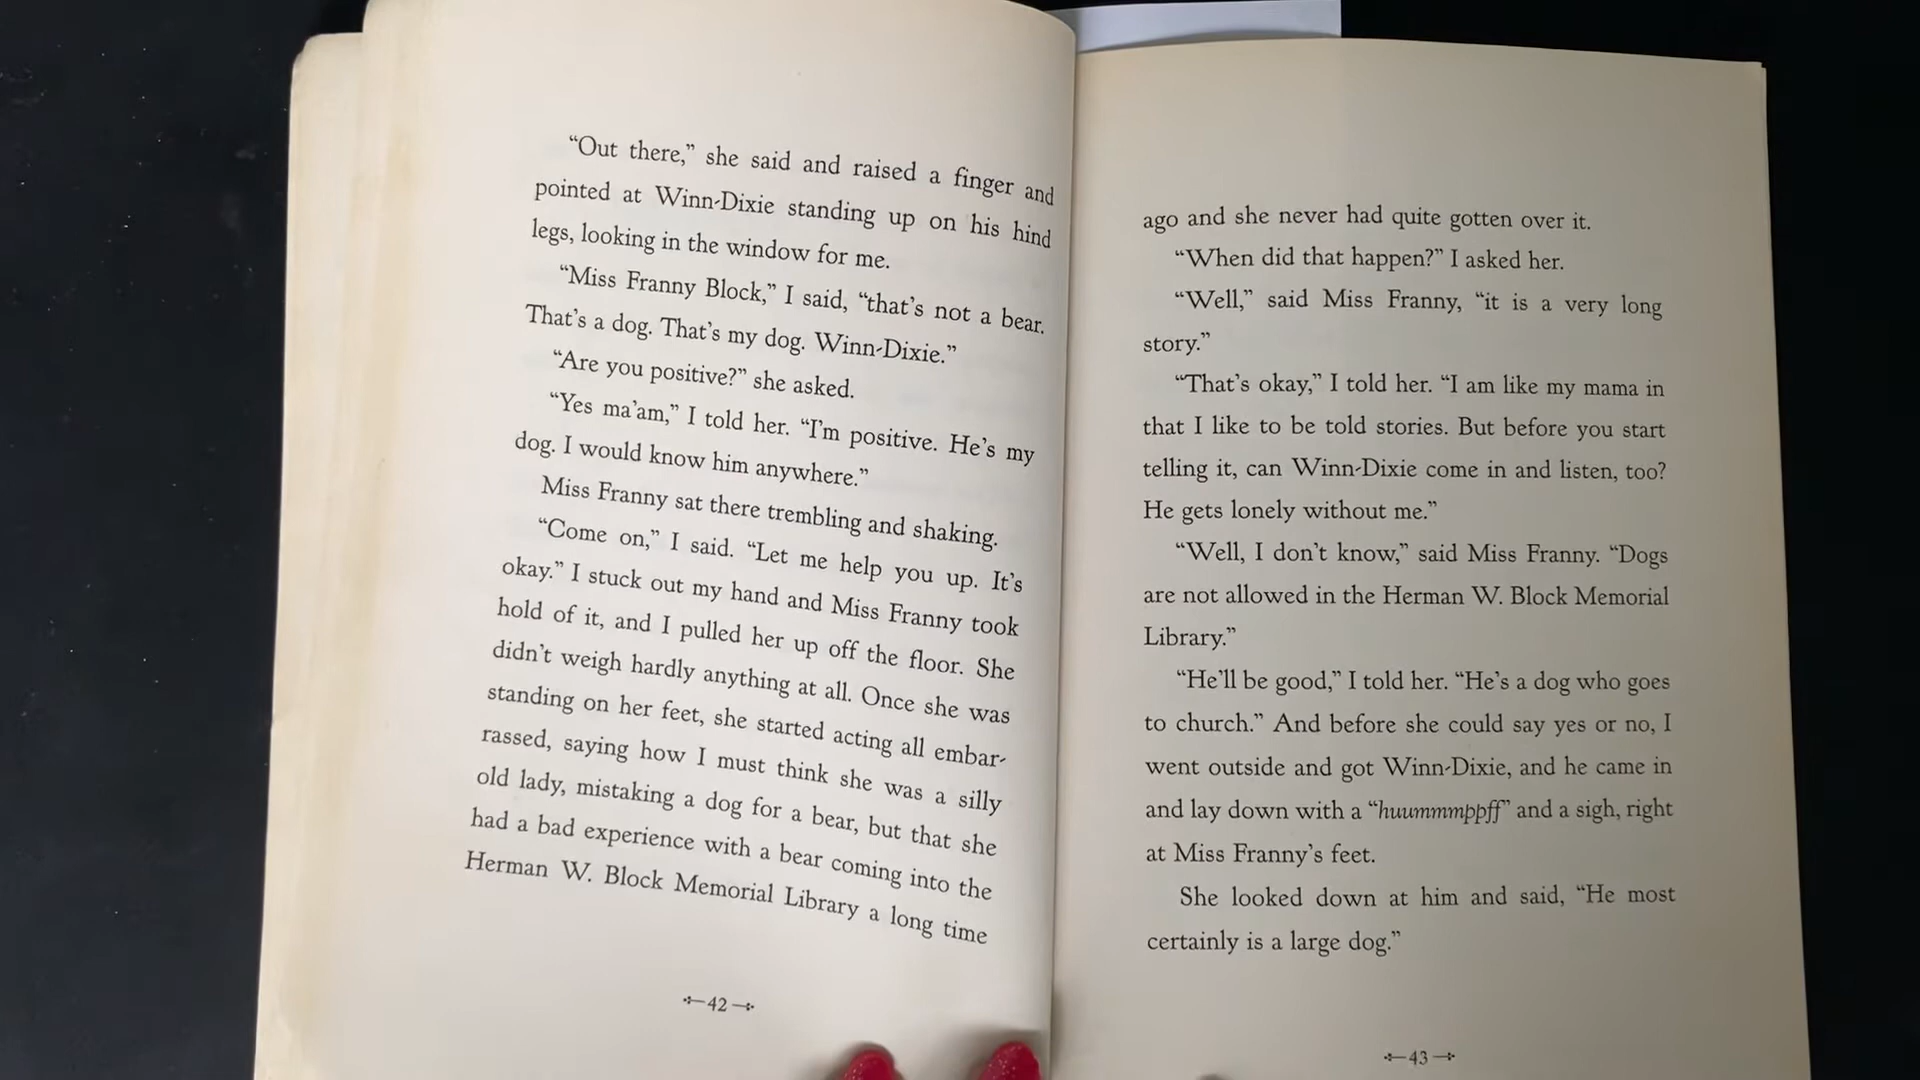 “Out there,” she said and raised a finger and
pointed at Winn-Dixie standing up on his hind
legs, looking in the window for me.
“Miss Franny Block,” I said, “that’s not a bear.
That’s a dog. That’s my dog. Winn-Dixie.”
“Are you positive?” she asked.
“Yes ma’am,” I told her. “I’m positive. He’s my
dog. I would know him anywhere.”
Miss Franny sat there trembling and shaking.
“Come on,” I said. “Let me help you up. It’s
okay.” I stuck out my hand and Miss Franny took
hold of it, and I pulled her up off the floor. She
didn’t weigh hardly anything at all. Once she was
standing on her feet, she started acting all embar-
rassed, saying how I must think she was a silly
old lady, mistaking a dog for a bear, but that she
had a bad experience with a bear coming into the
Herman W. Block Memorial Library a long time
42
ago and she never had quite gotten over it.
“When did that happen?” I asked her.
“Well,” said Miss Franny, “it is a very long
story.”
“That’s okay,” I told her. “I am like my mama in
that I like to be told stories. But before you start
telling it, can Winn-Dixie come in and listen, too?
He gets lonely without me.”
“Well, I don’t know,” said Miss Franny. “Dogs
are not allowed in the Herman W. Block Memorial
Library.”
“He’ll be good,” I told her. “He’s a dog who goes
to church.” And before she could say yes or no, I
went outside and got Winn-Dixie, and he came in
and lay down with a “huummmppff” and a sigh, right
at Miss Franny’s feet.
She looked down at him and said, “He most
certainly is a large dog.”
43